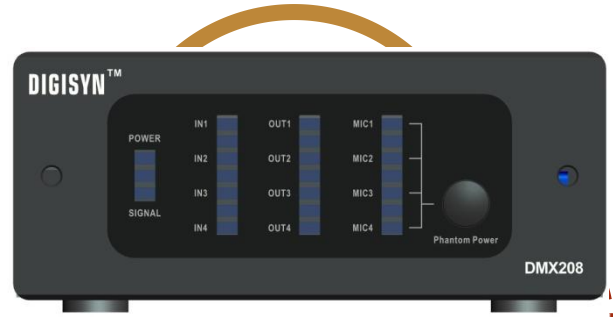 DIGISYN™
POWER
SIGNAL
IN1
IN2
IN3
IN4
OUT1
OUT2
OUT3
OUT4
MIC1
MIC2
MIC3
MIC4
Phantom Power
DMX208